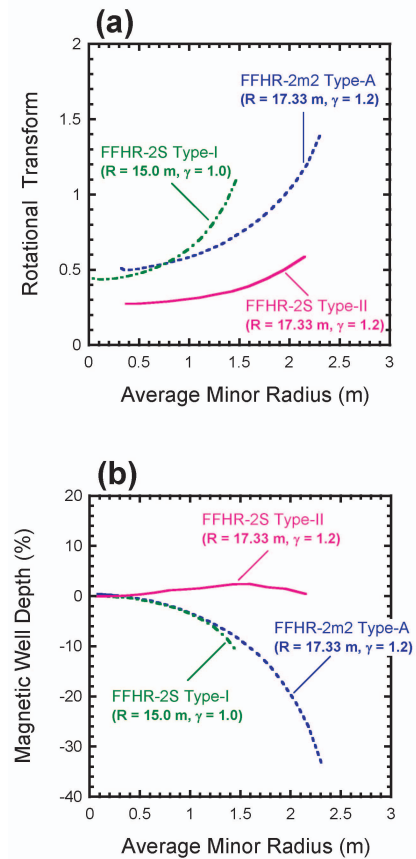 (a)
2
1.5
1
0.5
0
Rotational Transform
FFHR-2m2 Type-A
(R = 17.33 m, γ = 1.2)
FFHR-2S Type-I
(R = 15.0 m, γ = 1.0)
FFHR-2S Type-II
(R = 17.33 m, γ = 1.2)
0 0.5 1 1.5 2 2.5 3
Average Minor Radius (m)
(b)
20
10
0
-10
-20
-30
-40
Magnetic Well Depth (%)
FFHR-2S Type-II
(R = 17.33 m, γ = 1.2)
FFHR-2m2 Type-A
(R = 17.33 m, γ = 1.2)
FFHR-2S Type-I
(R = 15.0 m, γ = 1.0)
0 0.5 1 1.5 2 2.5 3
Average Minor Radius (m)